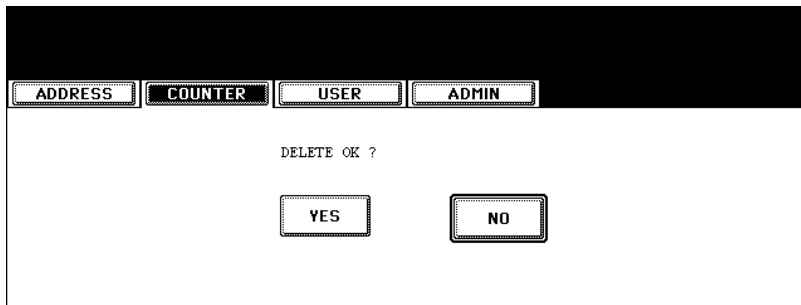 ADDRESS COUNTER USER ADMIN
DELETE OK ?
YES NO